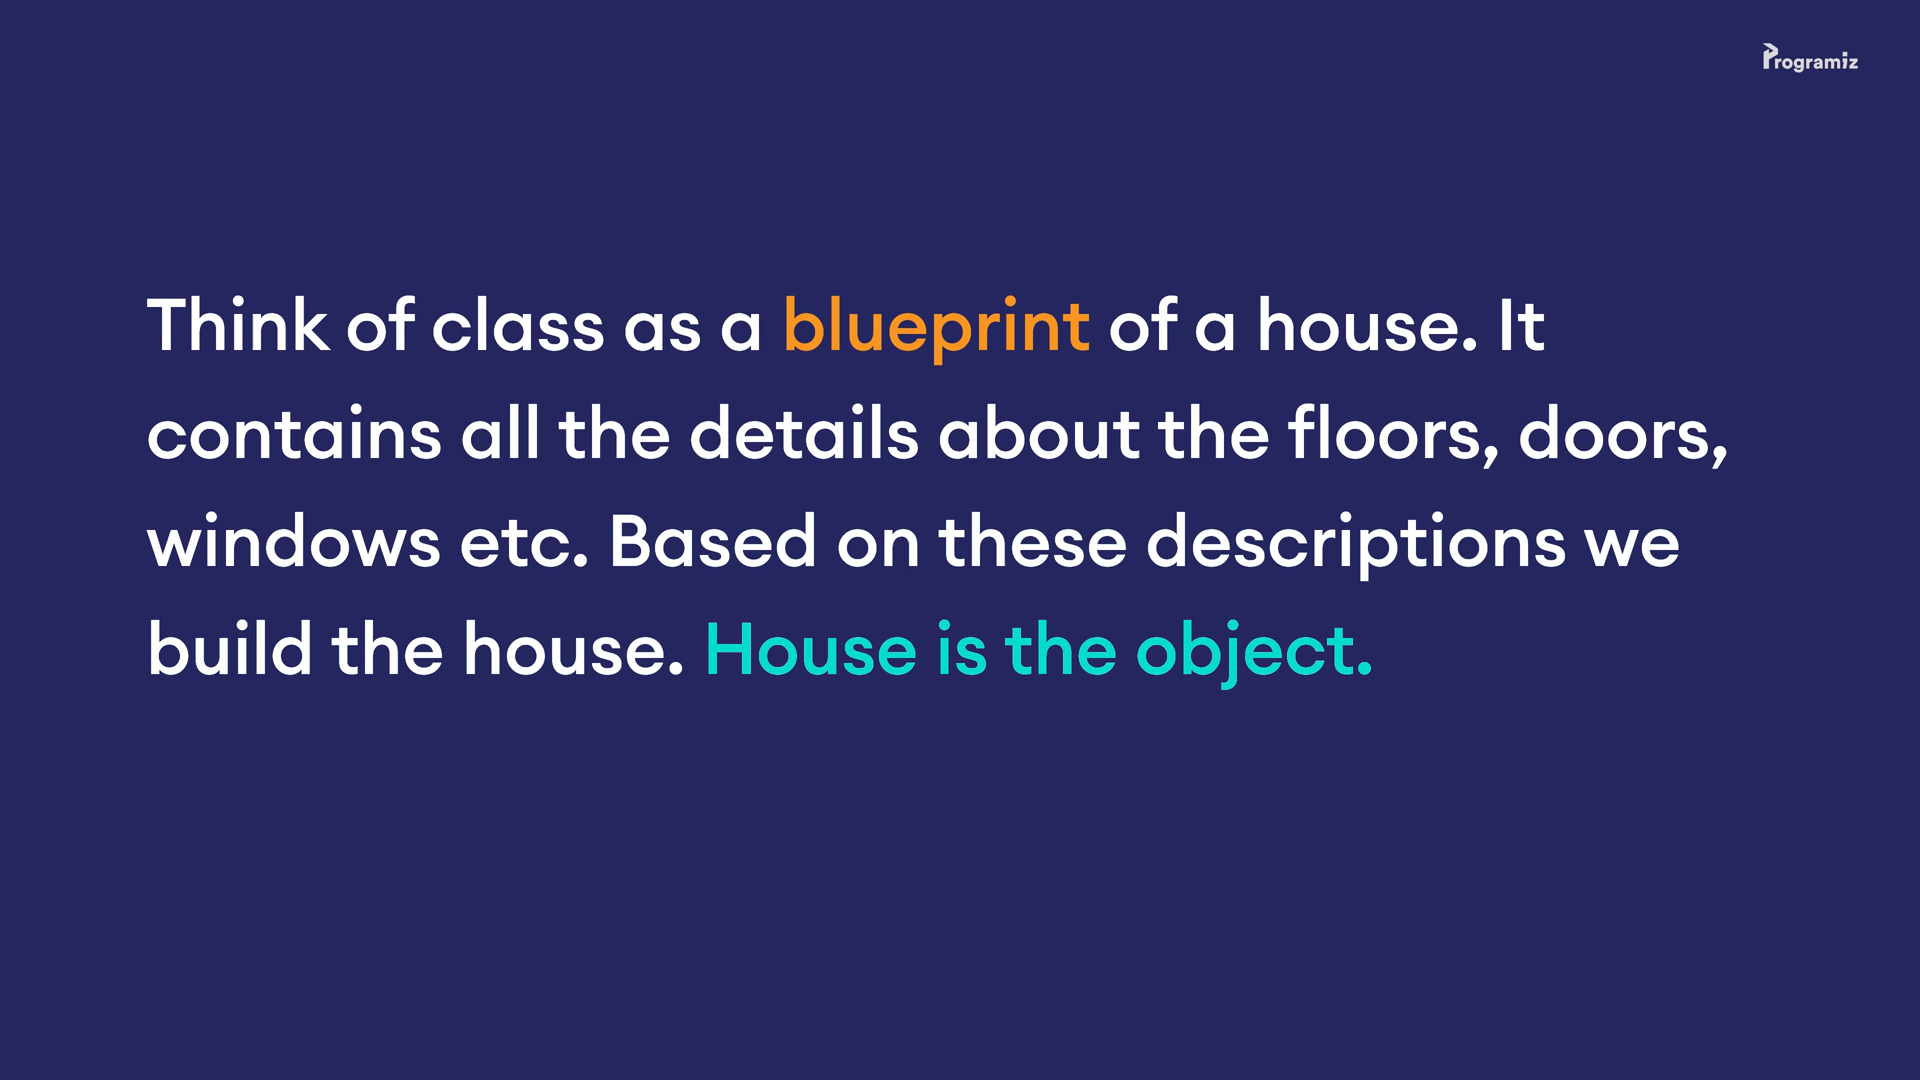 Programiz
Think of class as a blueprint of a house. It
contains all the details about the floors, doors,
windows etc. Based on these descriptions we
build the house. House is the object.